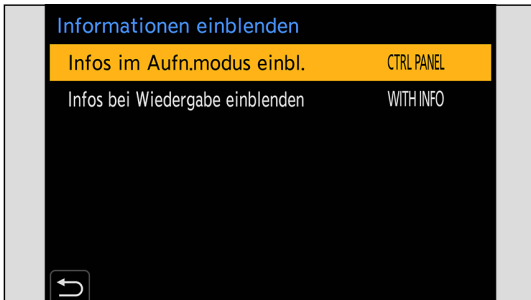 Informationen einblenden
Infos im Aufn.modus einbl. CTRL PANEL
Infos bei Wiedergabe einblenden WITH INFO